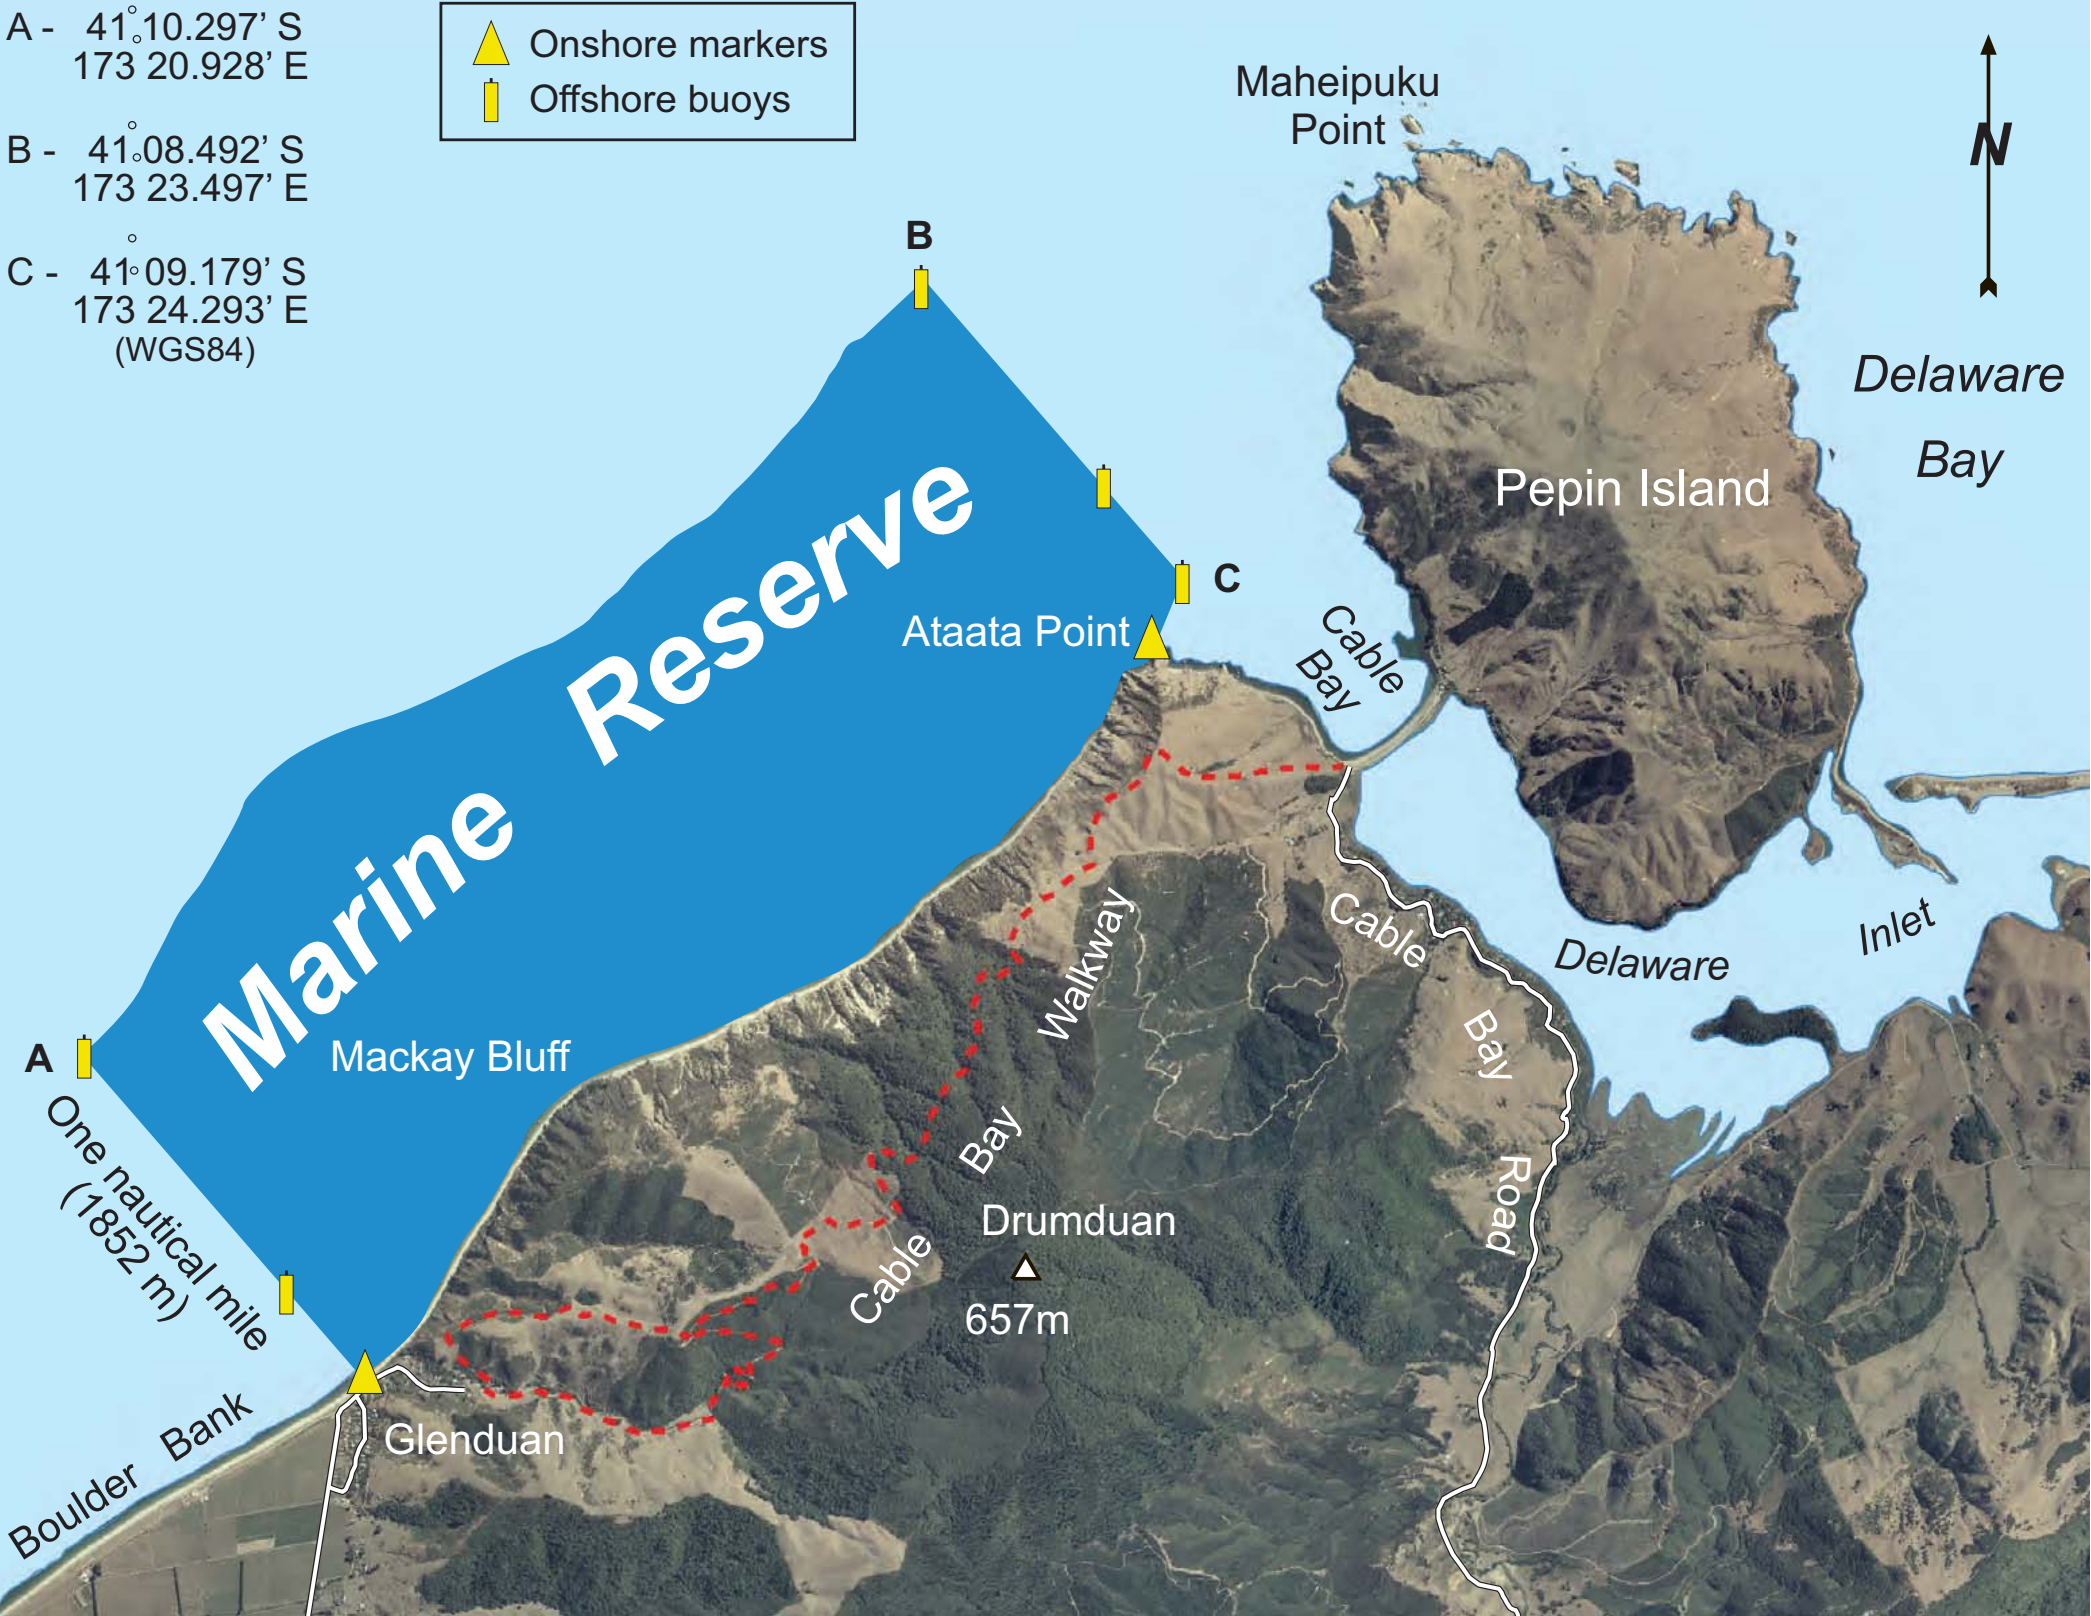 A - 41°10.297’ S
173°20.928’ E
B - 41°08.492’ S
173°23.497’ E
C - 41°09.179’ S
173°24.293’ E
(WGS84)
Onshore markers
Offshore buoys
Maheipuku
Point
N
Delaware
Bay
Pepin Island
B
C
Ataata Point
Cable
Bay
Marine Reserve
Mackay Bluff
A
One nautical mile
(1852 m)
Cable Bay Walkway
Cable Bay Road
Delaware Inlet
Drumduan
657m
Glenduan
Boulder Bank